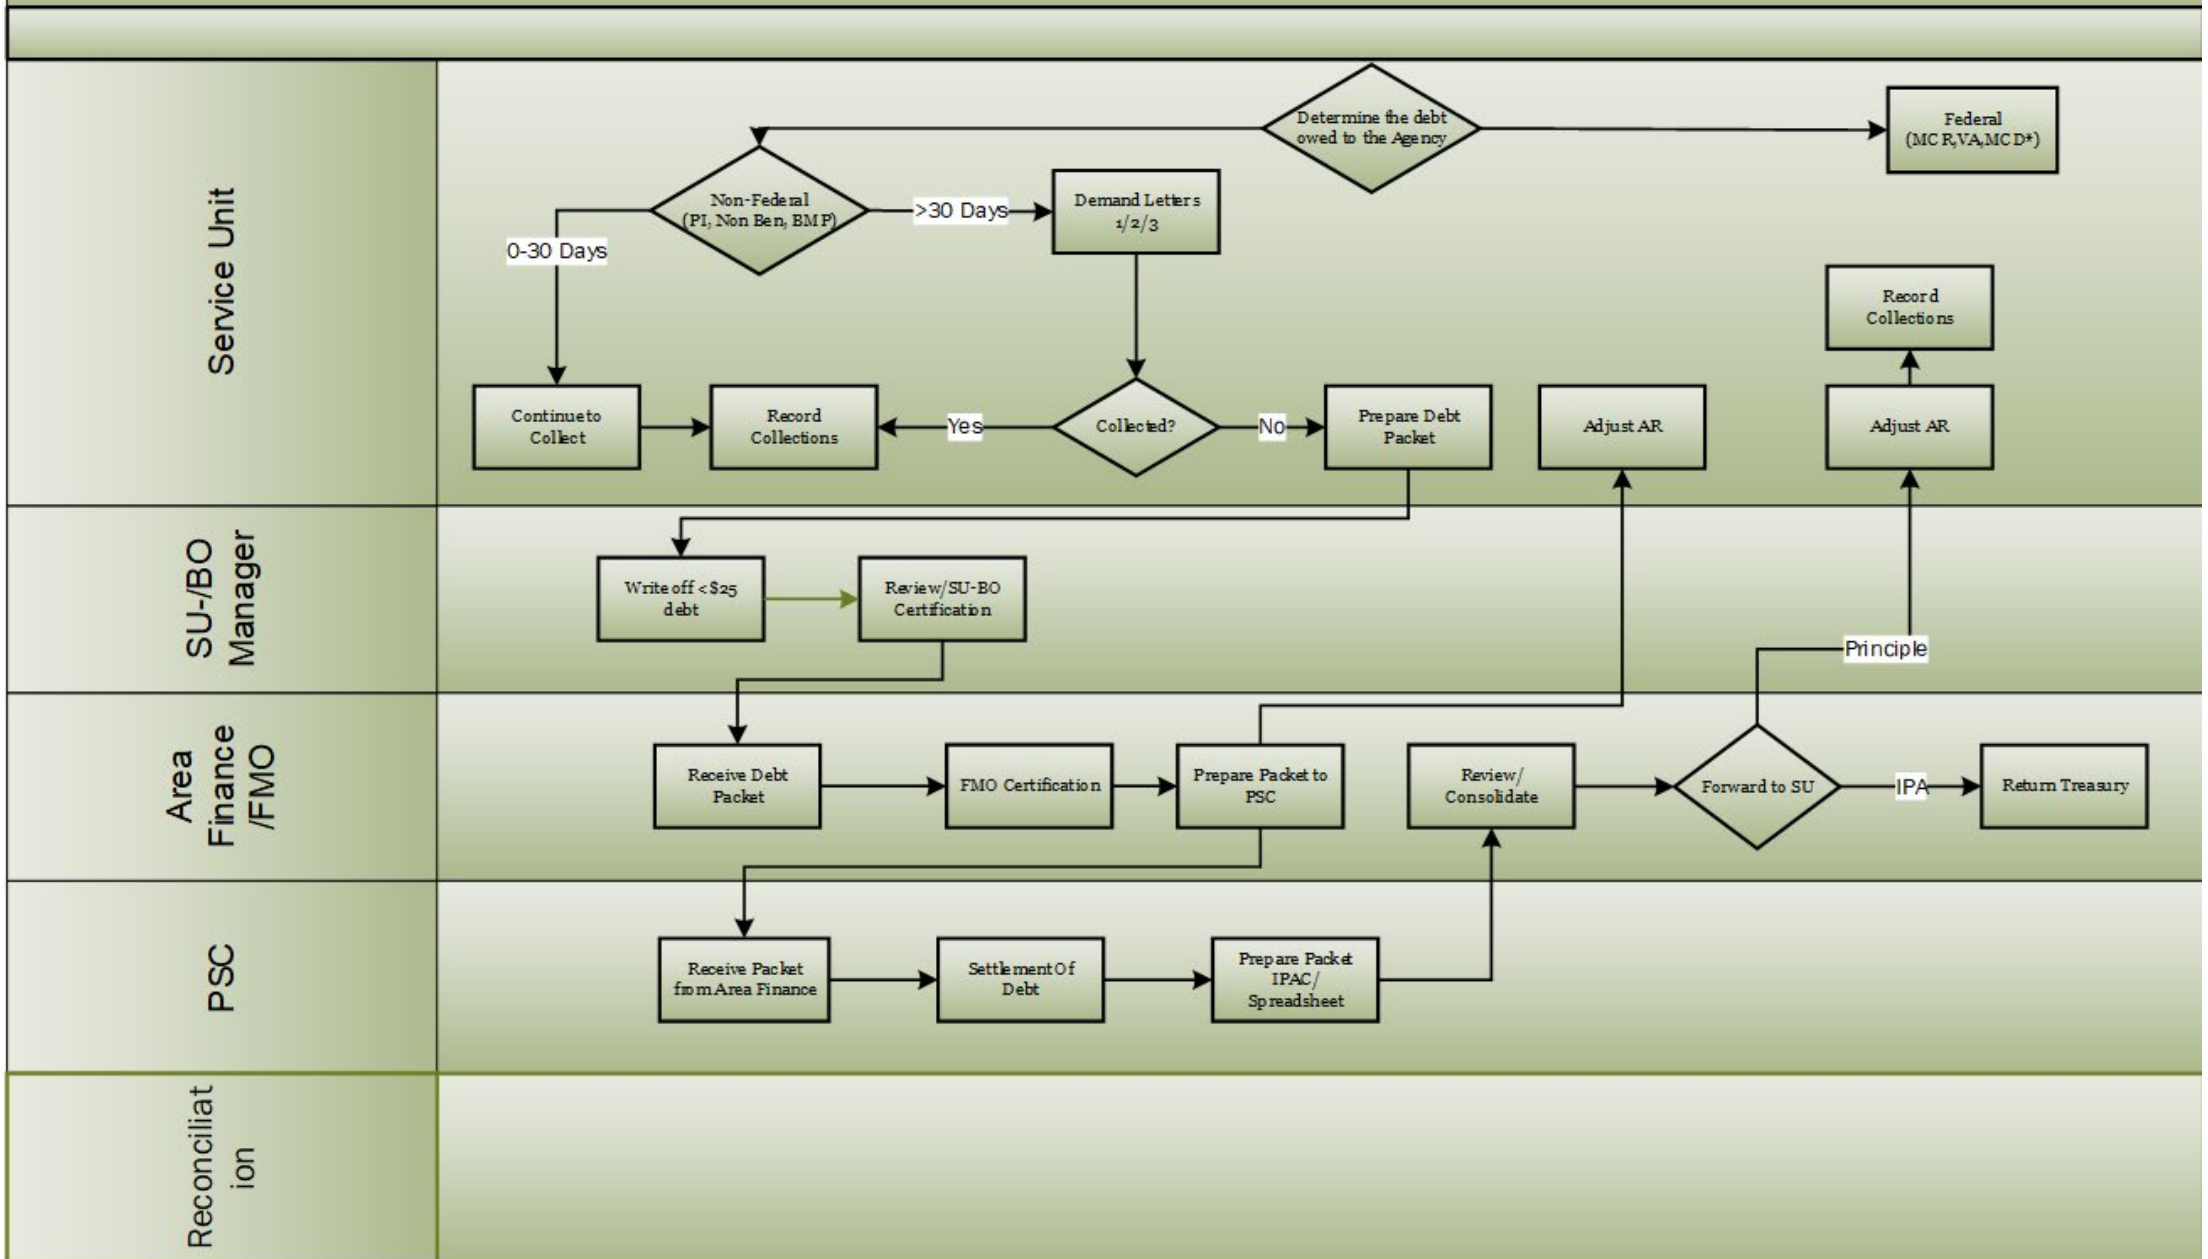 Service Unit
Determine the debt
owed to the Agency
Federal
(MCR,VA,MCD*)
Non-Federal
(PI, Non Ben, BMP)
>30 Days
Demand Letters
1/2/3
0-30 Days
Record
Collections
Continue to
Collect
Record
Collections
Yes
Collected?
No
Prepare Debt
Packet
Adjust AR
Adjust AR
SU-/BO
Manager
Write off <$25
debt
Review/SU-BO
Certification
Principle
Area
Finance
/FMO
Receive Debt
Packet
FMO Certification
Prepare Packet to
PSC
Review/
Consolidate
Forward to SU
IPA
Return Treasury
PSC
Receive Packet
from Area Finance
Settlement Of
Debt
Prepare Packet
IPAC/
Spreadsheet
Reconciliat
ion